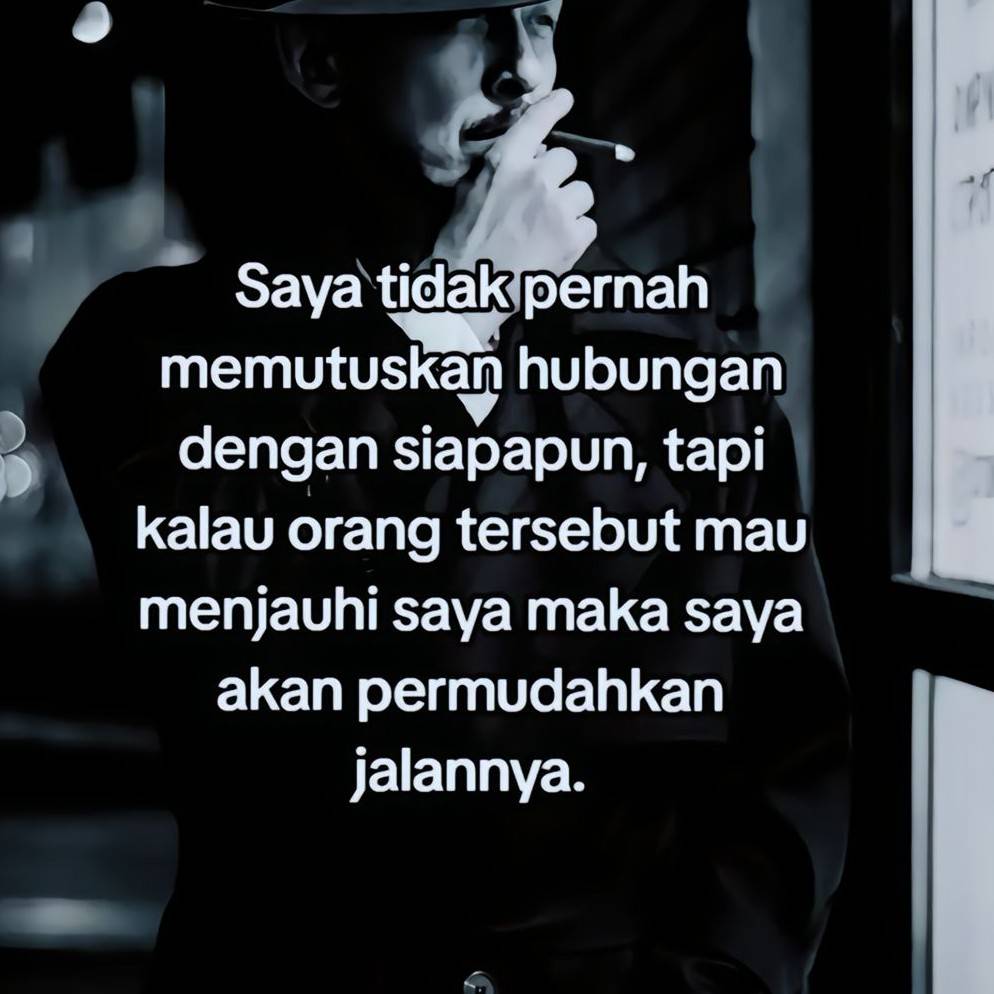 Saya tidak pernah
memutuskan hubungan
dengan siapapun, tapi
kalau orang tersebut mau
menjauhi saya maka saya
akan permudahkan
jalannya.